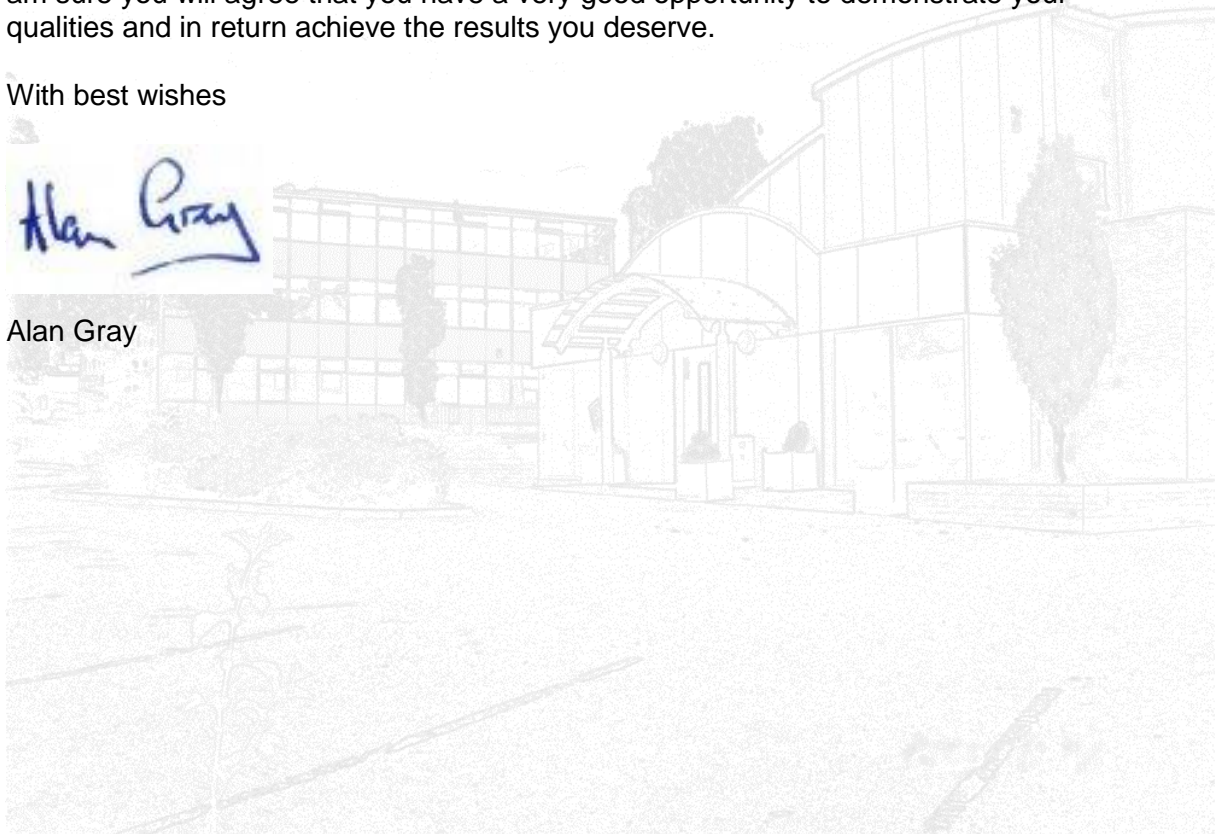 am sure you will agree that you have a very good opportunity to demonstrate your
qualities and in return achieve the results you deserve.
With best wishes
Alan Gray
Alan Gray